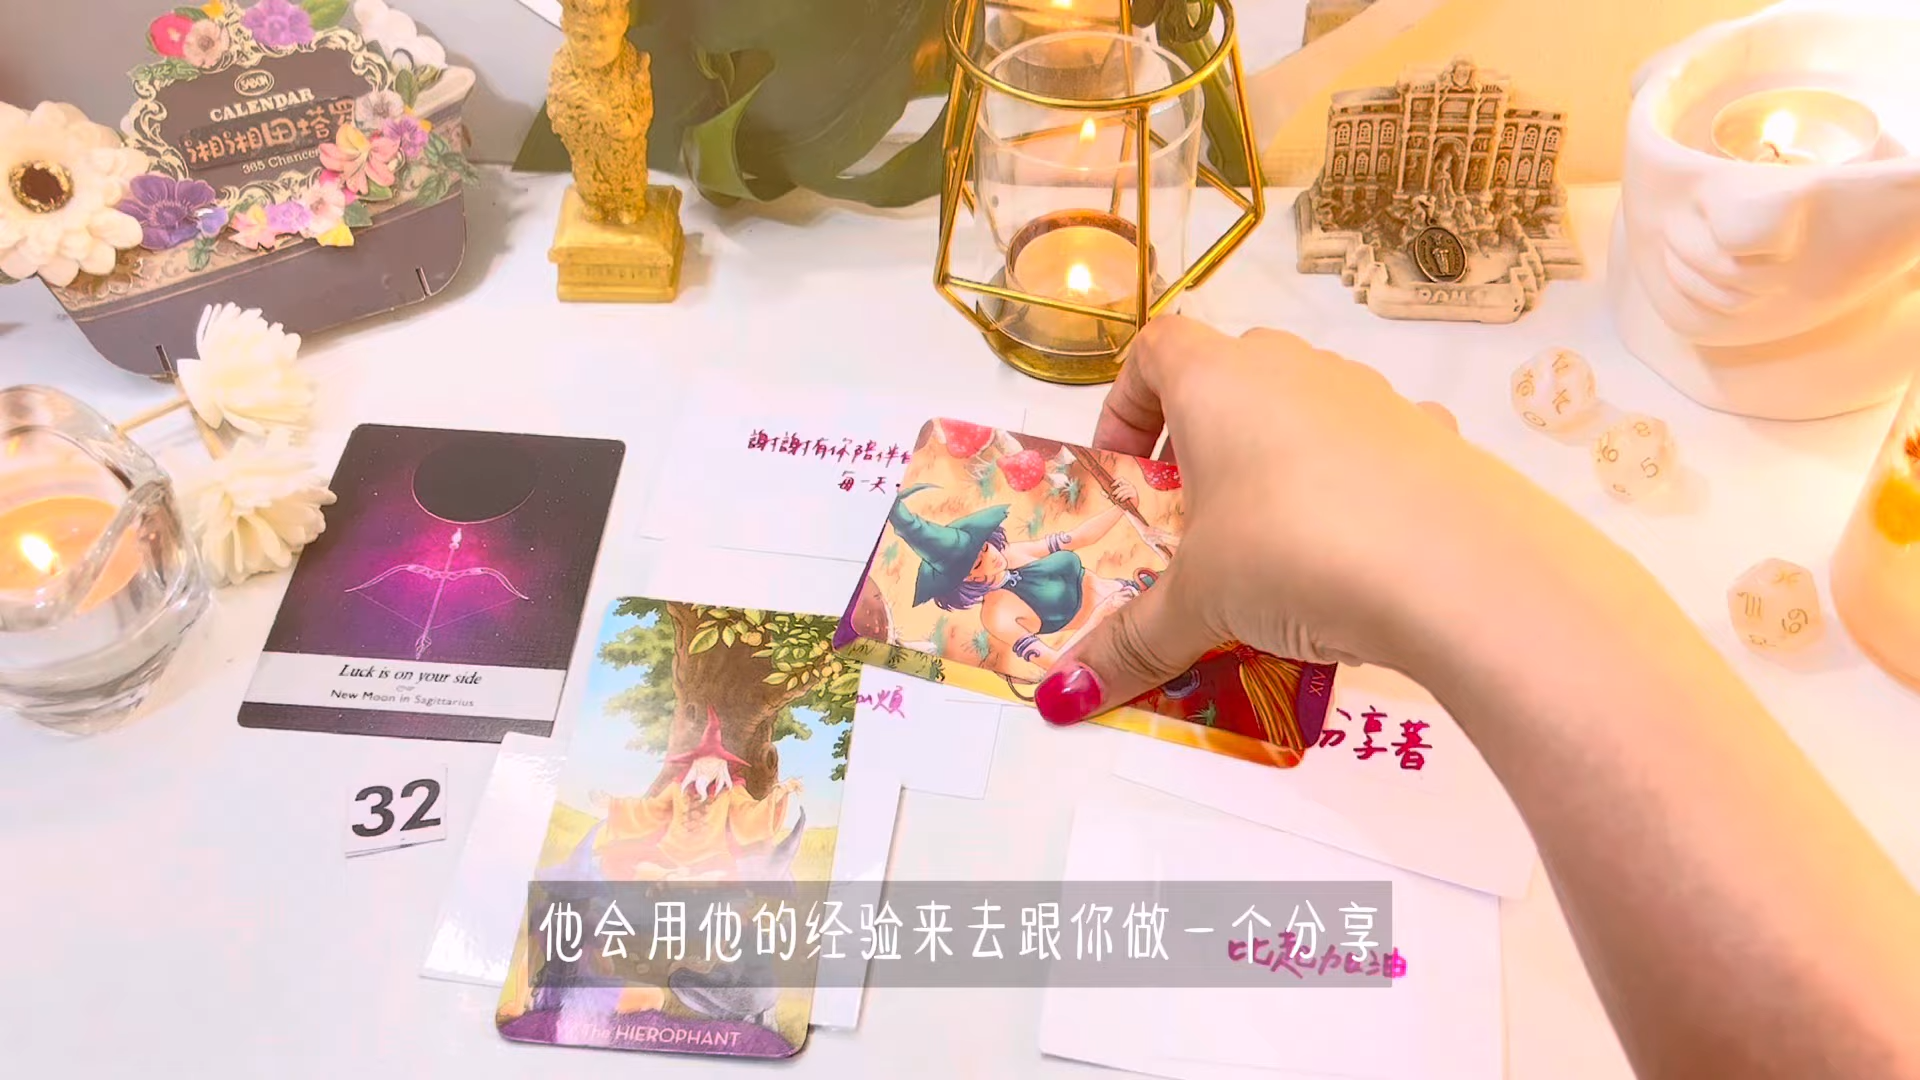 SABON
CALENDAR
湘湘田塔罗
365 Chances
謝謝有你陪伴
每一天
Luck is on your side
New Moon in Sagittarius
煩
XIV
分享著
32
他会用他的经验来去跟你做一个分享
比起加油
The HIEROPHANT